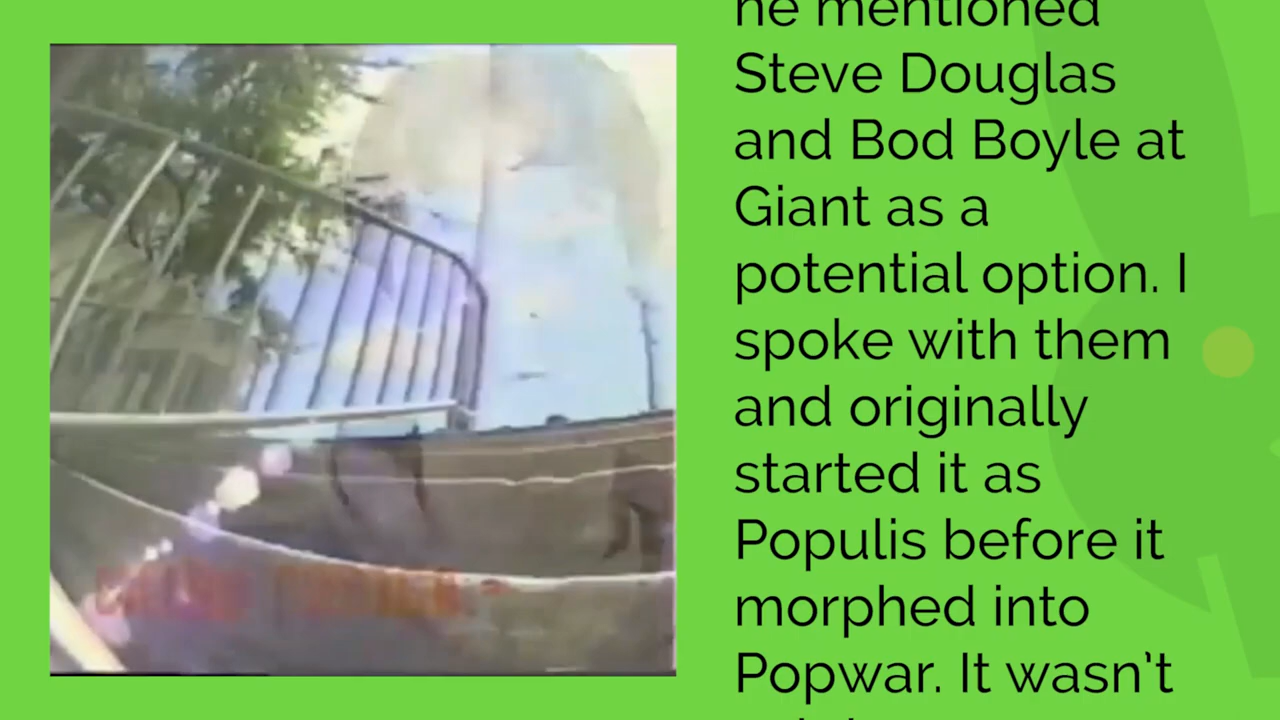 he mentioned
Steve Douglas
and Bod Boyle at
Giant as a
potential option. I
spoke with them
and originally
started it as
Populis before it
morphed into
Popwar. It wasn’t